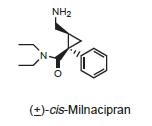 NH2
N
O
(±)-cis-Milnacipran